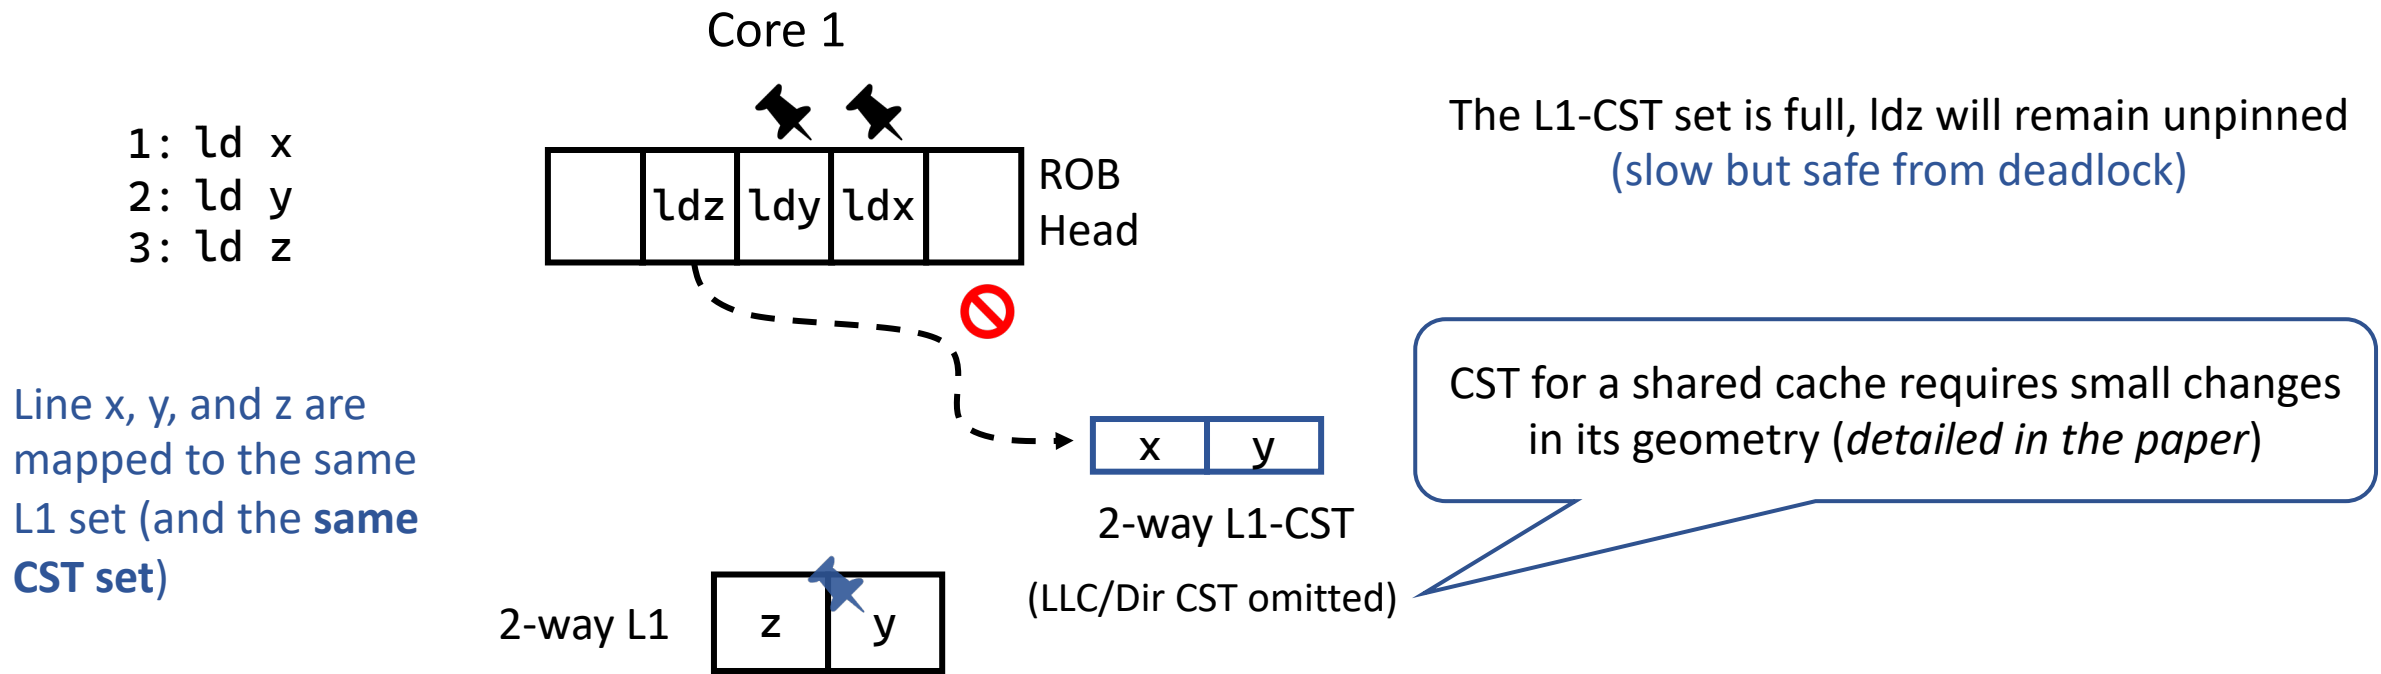 Core 1
1: ld x
2: ld y
3: ld z
ldz ldy ldx
ROB
Head
The L1-CST set is full, ldz will remain unpinned
(slow but safe from deadlock)
Line x, y, and z are
mapped to the same
L1 set (and the same
CST set)
x y
2-way L1-CST
(LLC/Dir CST omitted)
CST for a shared cache requires small changes
in its geometry (detailed in the paper)
2-way L1
z y